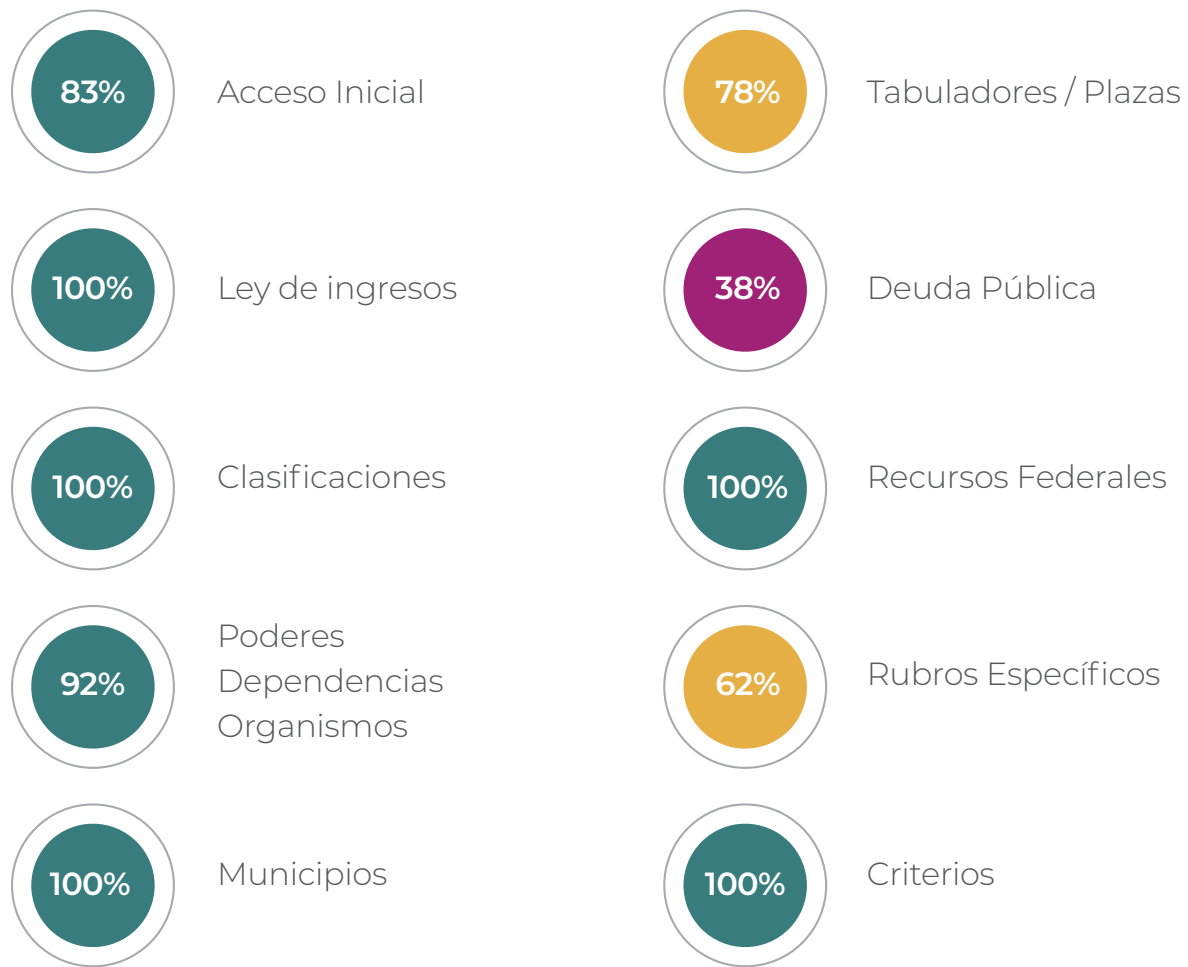 83%
Acceso Inicial
100%
Ley de ingresos
100%
Clasificaciones
92%
Poderes
Dependencias
Organismos
100%
Municipios
78%
Tabuladores / Plazas
38%
Deuda Pública
100%
Recursos Federales
62%
Rubros Específicos
100%
Criterios